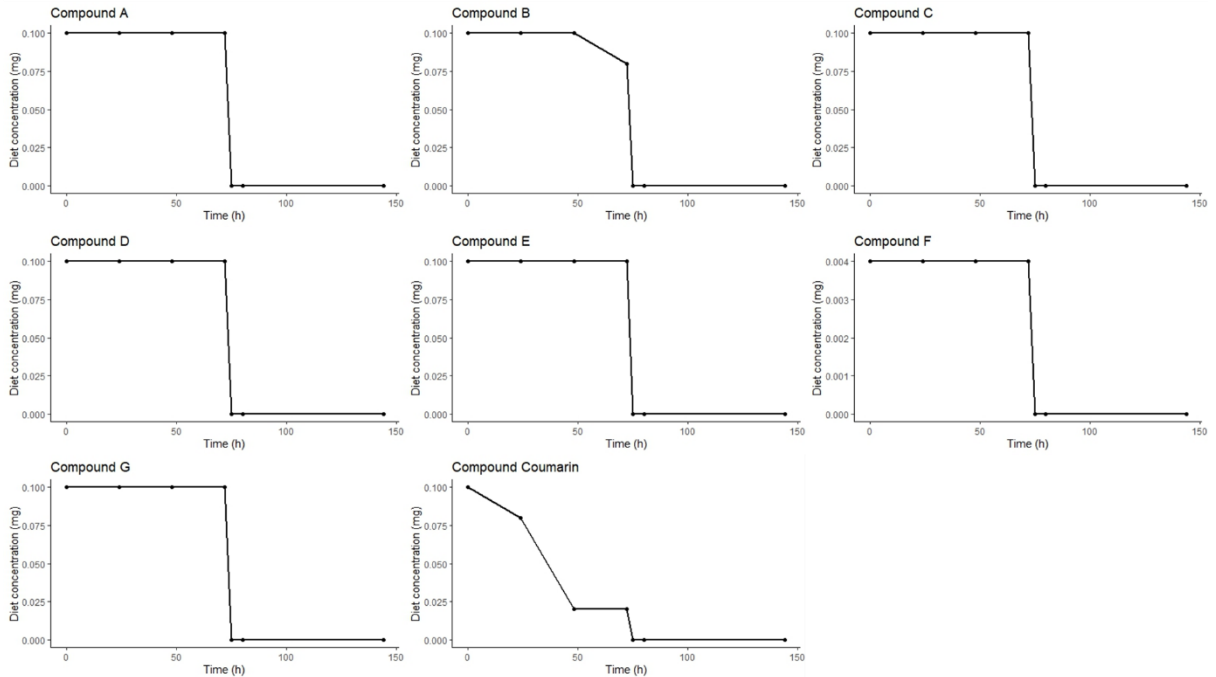 Compound A
Diet concentration (mg)
0.100
0.075
0.050
0.025
0.000
0 50 100 150
Time (h)
Compound B
Diet concentration (mg)
0.100
0.075
0.050
0.025
0.000
0 50 100 150
Time (h)
Compound C
Diet concentration (mg)
0.100
0.075
0.050
0.025
0.000
0 50 100 150
Time (h)
Compound D
Diet concentration (mg)
0.100
0.075
0.050
0.025
0.000
0 50 100 150
Time (h)
Compound E
Diet concentration (mg)
0.100
0.075
0.050
0.025
0.000
0 50 100 150
Time (h)
Compound F
Diet concentration (mg)
0.004
0.003
0.002
0.001
0.000
0 50 100 150
Time (h)
Compound G
Diet concentration (mg)
0.100
0.075
0.050
0.025
0.000
0 50 100 150
Time (h)
Compound Coumarin
Diet concentration (mg)
0.100
0.075
0.050
0.025
0.000
0 50 100 150
Time (h)